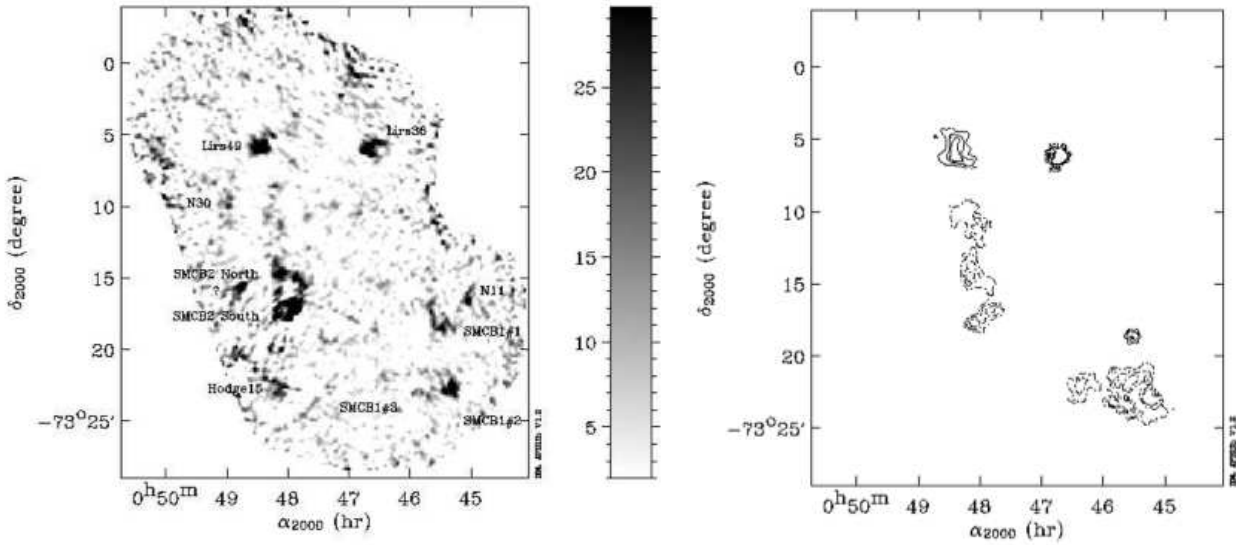 0
5
10
15
20
−73°25′
δ2000 (degree)
Lirs49
Lirs36
N30
SMCB2 North
?
SMCB2 South
N11
SMCB1#1
Hodge15
SMCB1#3
SMCB1#2
0h50m
49
48
47
46
45
α2000 (hr)
25
20
15
10
5
0
5
10
15
20
−73°25′
δ2000 (degree)
0h50m
49
48
47
46
45
α2000 (hr)